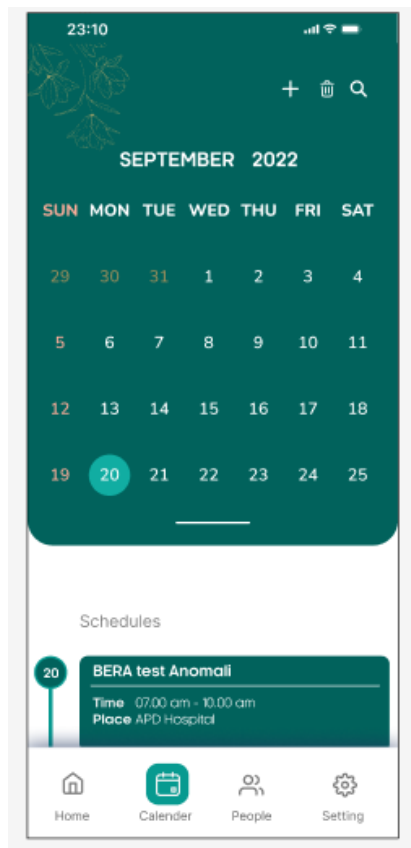 23:10
SEPTEMBER 2022
SUN MON TUE WED THU FRI SAT
29 30 31 1 2 3 4
5 6 7 8 9 10 11
12 13 14 15 16 17 18
19 20 21 22 23 24 25
Schedules
20 BERA test Anomali
Time 07.00 am - 10.00 am
Place APD Hospital
Home Calender People Setting